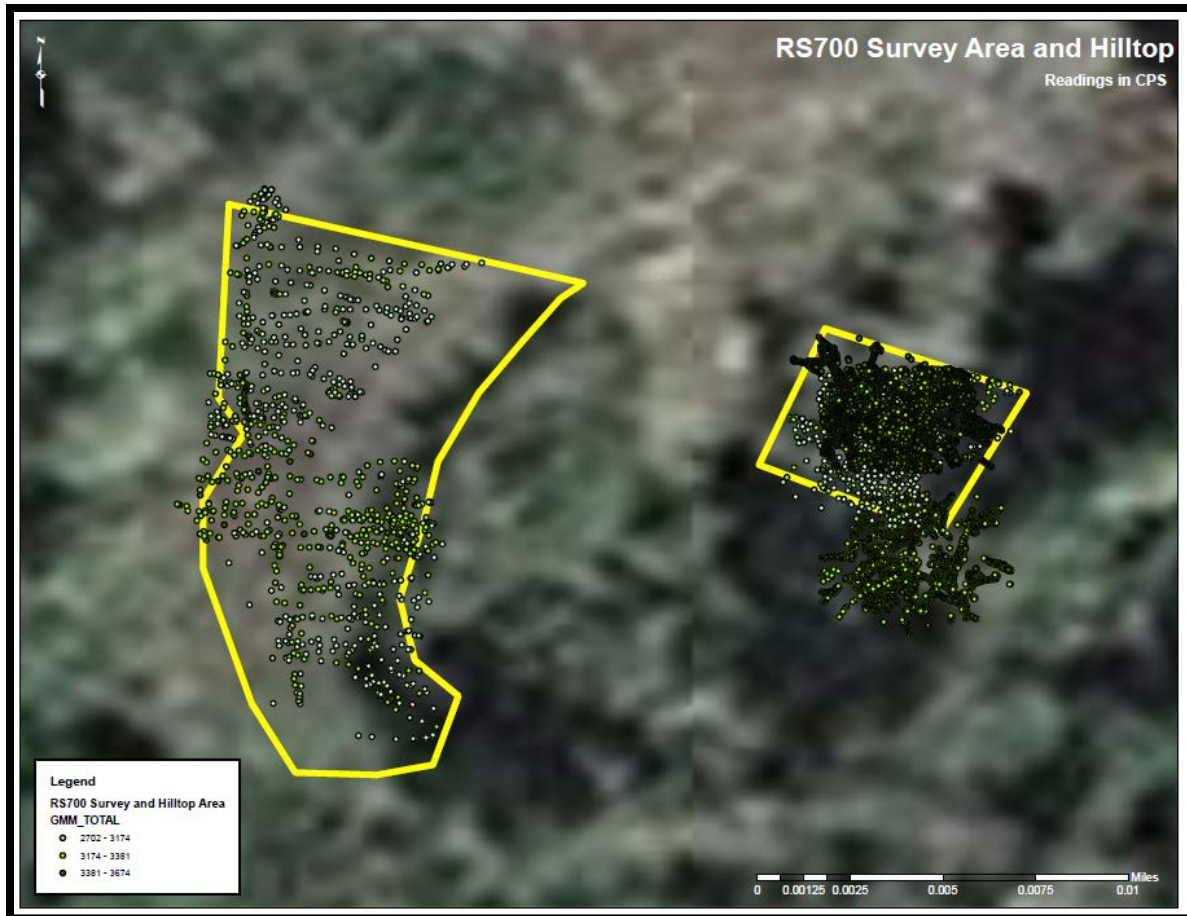 N
RS700 Survey Area and Hilltop
Readings in CPS
Legend
RS700 Survey and Hilltop Area
GMM_TOTAL
2702 - 3174
3174 - 3381
3381 - 3674
Miles
0 0.00125 0.0025 0.005 0.0075 0.01